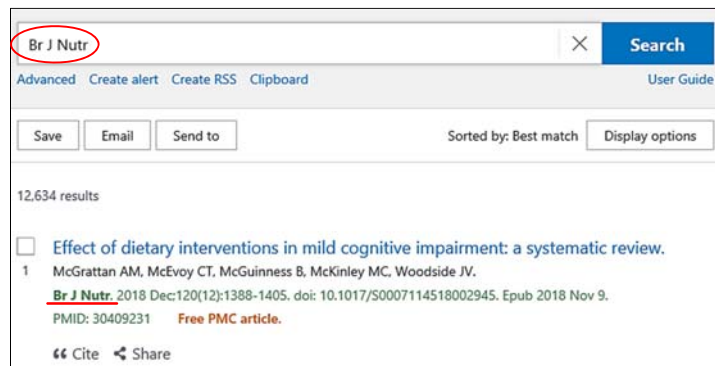 Br J Nutr × Search
Advanced Create alert Create RSS Clipboard User Guide
Save Email Send to Sorted by: Best match Display options
12,634 results
Effect of dietary interventions in mild cognitive impairment: a systematic review.
1 McGrattan AM, McEvoy CT, McGuinness B, McKinley MC, Woodside JV.
Br J Nutr. 2018 Dec;120(12):1388-1405. doi: 10.1017/S0007114518002945. Epub 2018 Nov 9.
PMID: 30409231 Free PMC article.
Cite Share